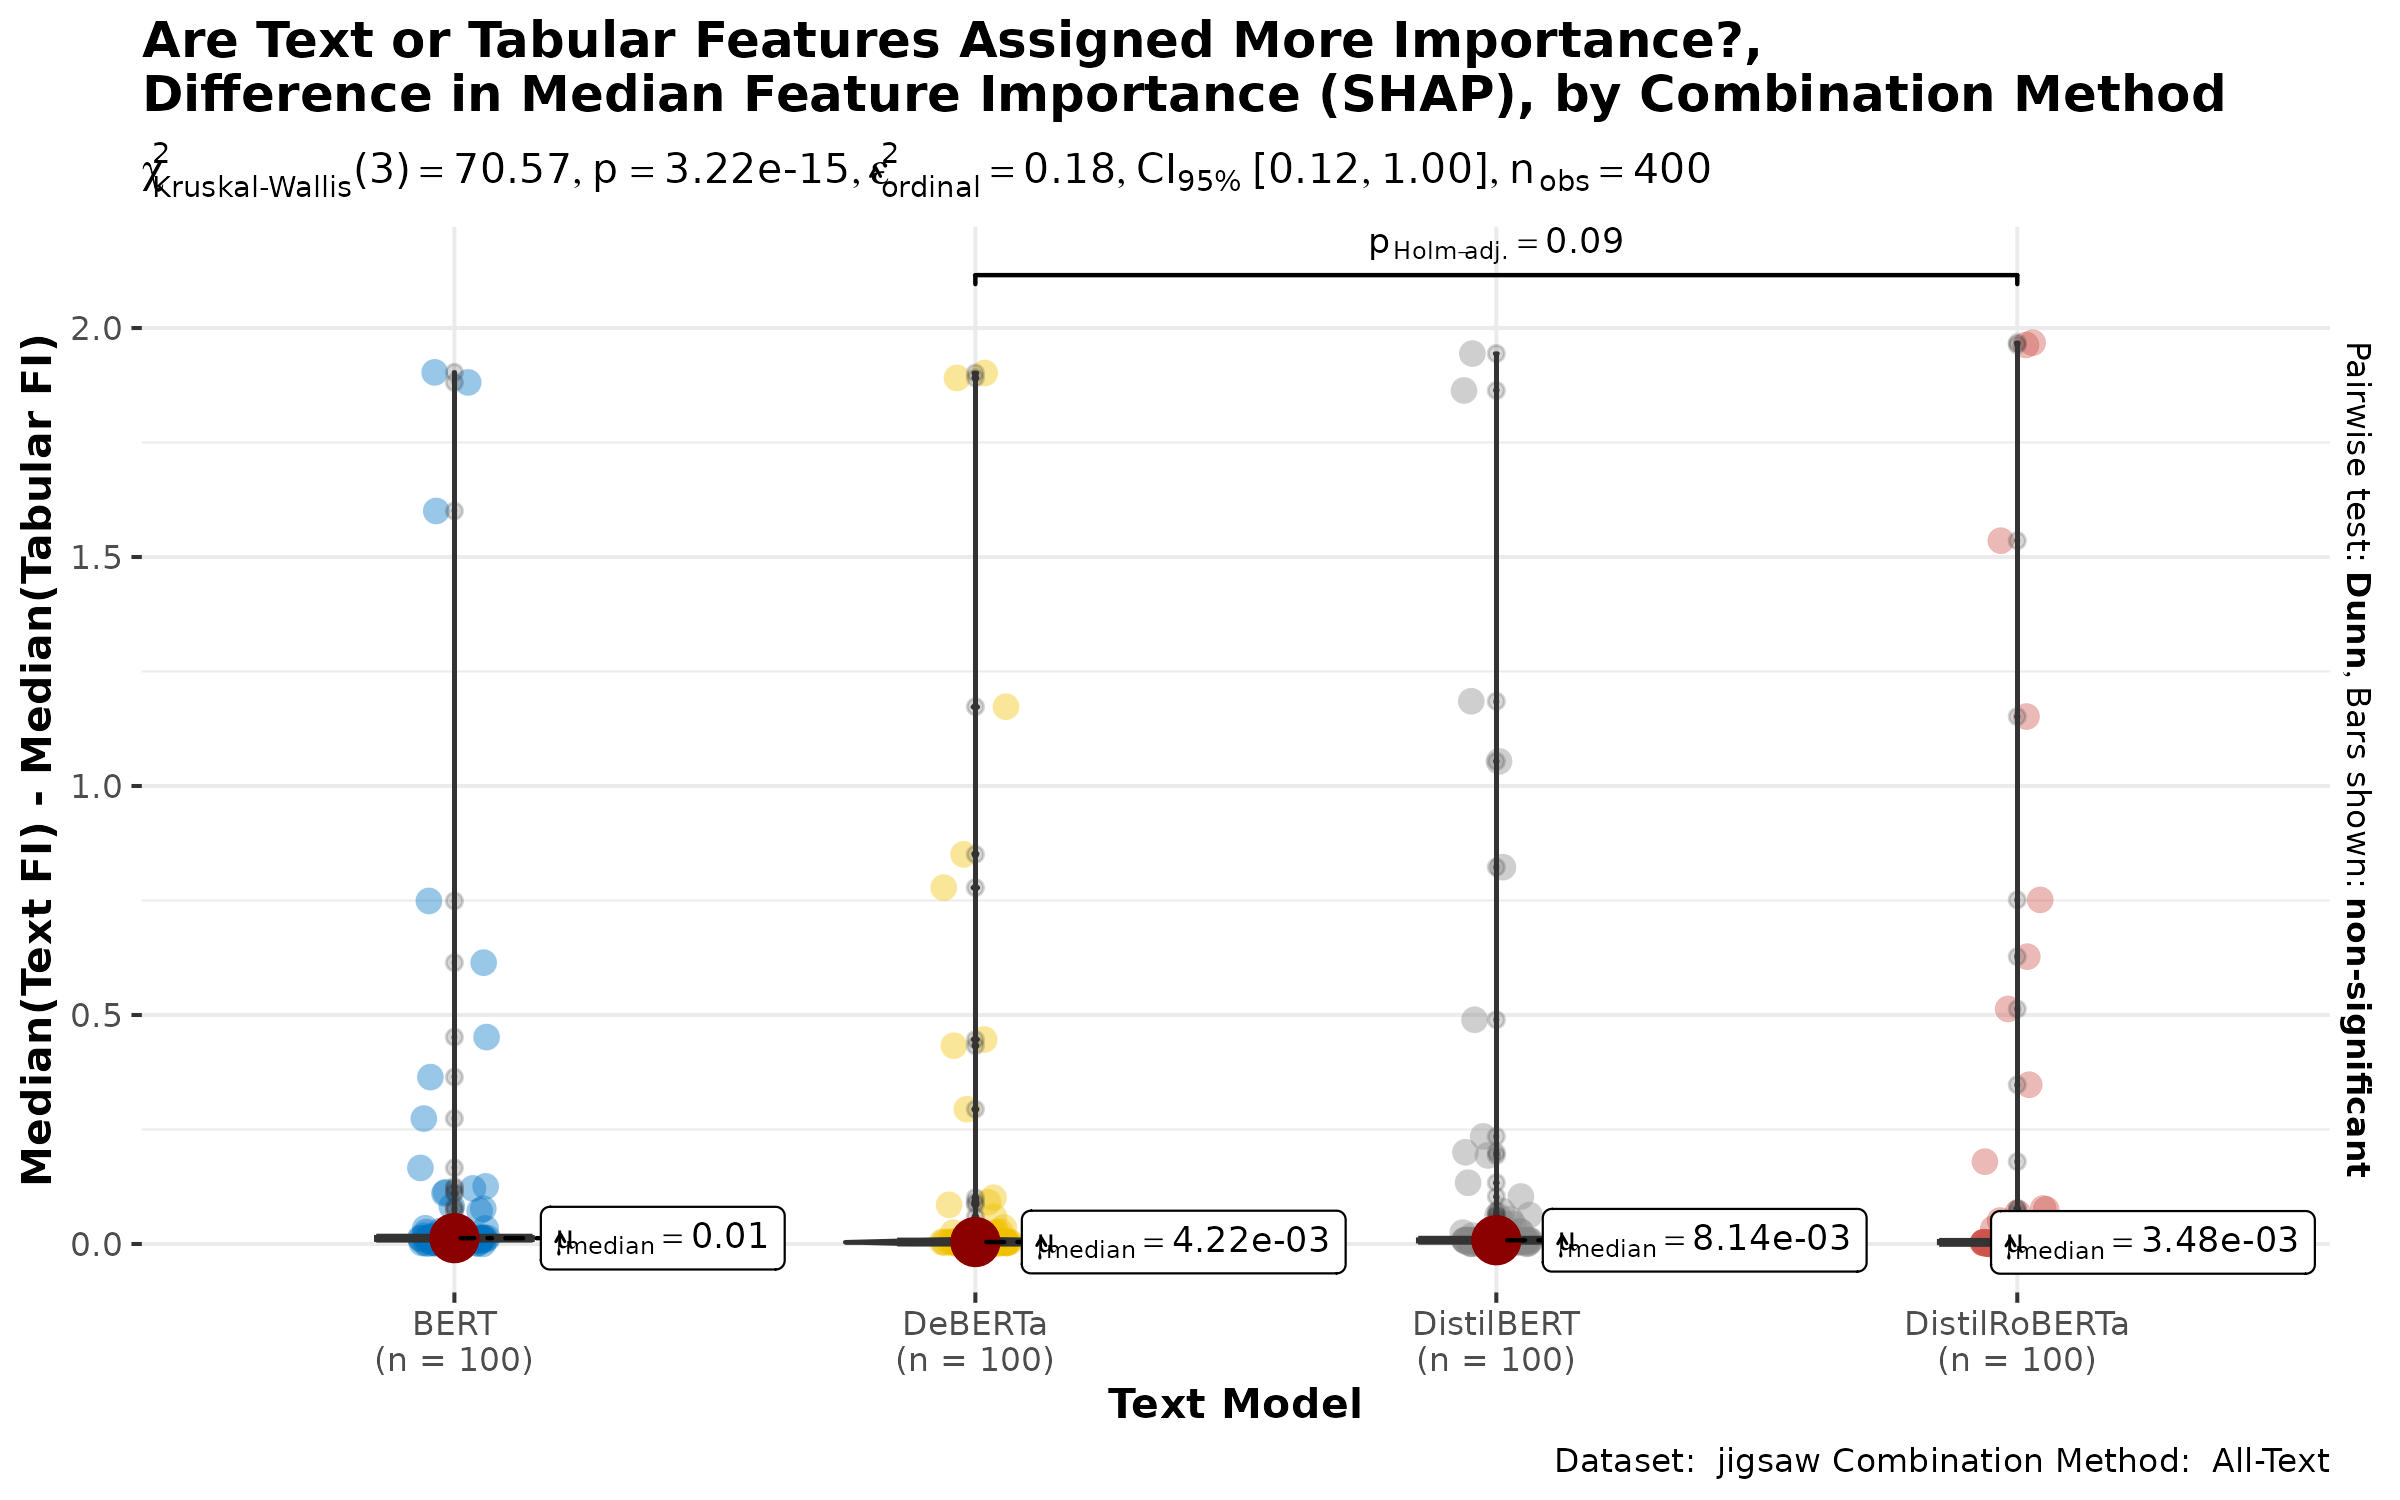 Are Text or Tabular Features Assigned More Importance?,
Difference in Median Feature Importance (SHAP), by Combination Method
χ²Kruskal-Wallis(3) = 70.57, p = 3.22e-15, ε̂²ordinal = 0.18, CI95% [0.12, 1.00], nobs = 400
pHolm-adj. = 0.09
Median(Text FI) - Median(Tabular FI)
2.0
1.5
1.0
0.5
0.0
μ̂median = 0.01
μ̂median = 4.22e-03
μ̂median = 8.14e-03
μ̂median = 3.48e-03
Pairwise test: Dunn, Bars shown: non-significant
BERT
(n = 100)
DeBERTa
(n = 100)
DistilBERT
(n = 100)
DistilRoBERTa
(n = 100)
Text Model
Dataset:  jigsaw Combination Method:  All-Text